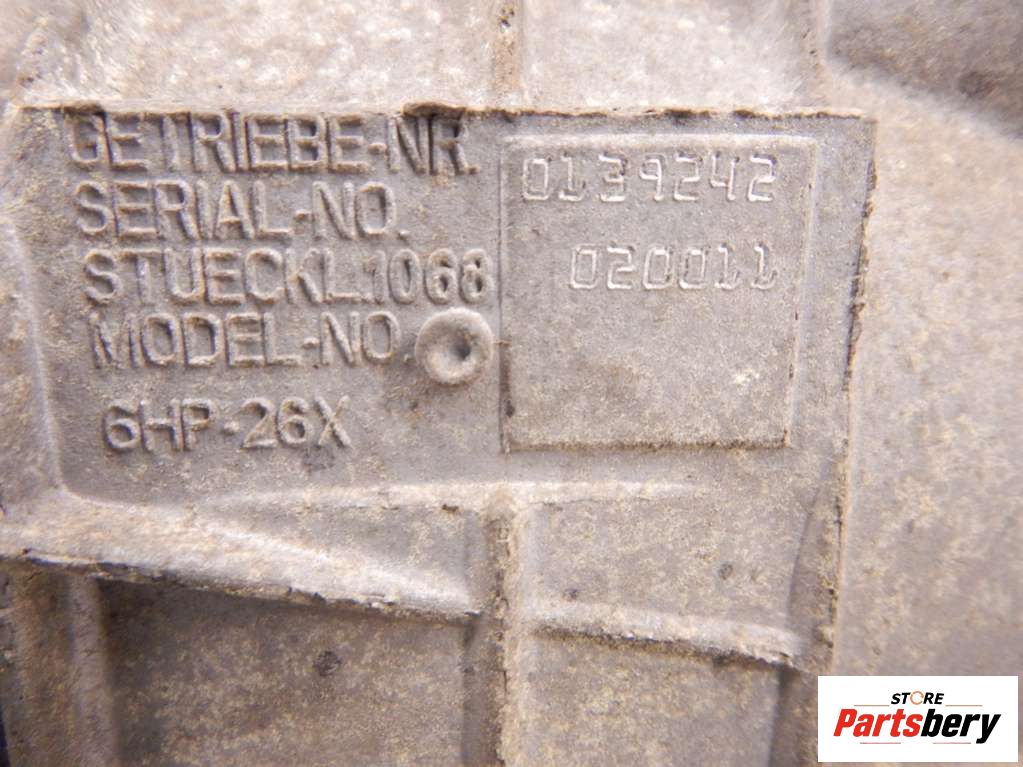 GETRIEBE-NR. 0139242
SERIAL-NO.
STUECKL.1068 020011
MODEL-NO.
6HP·26X
STORE
Partsbery